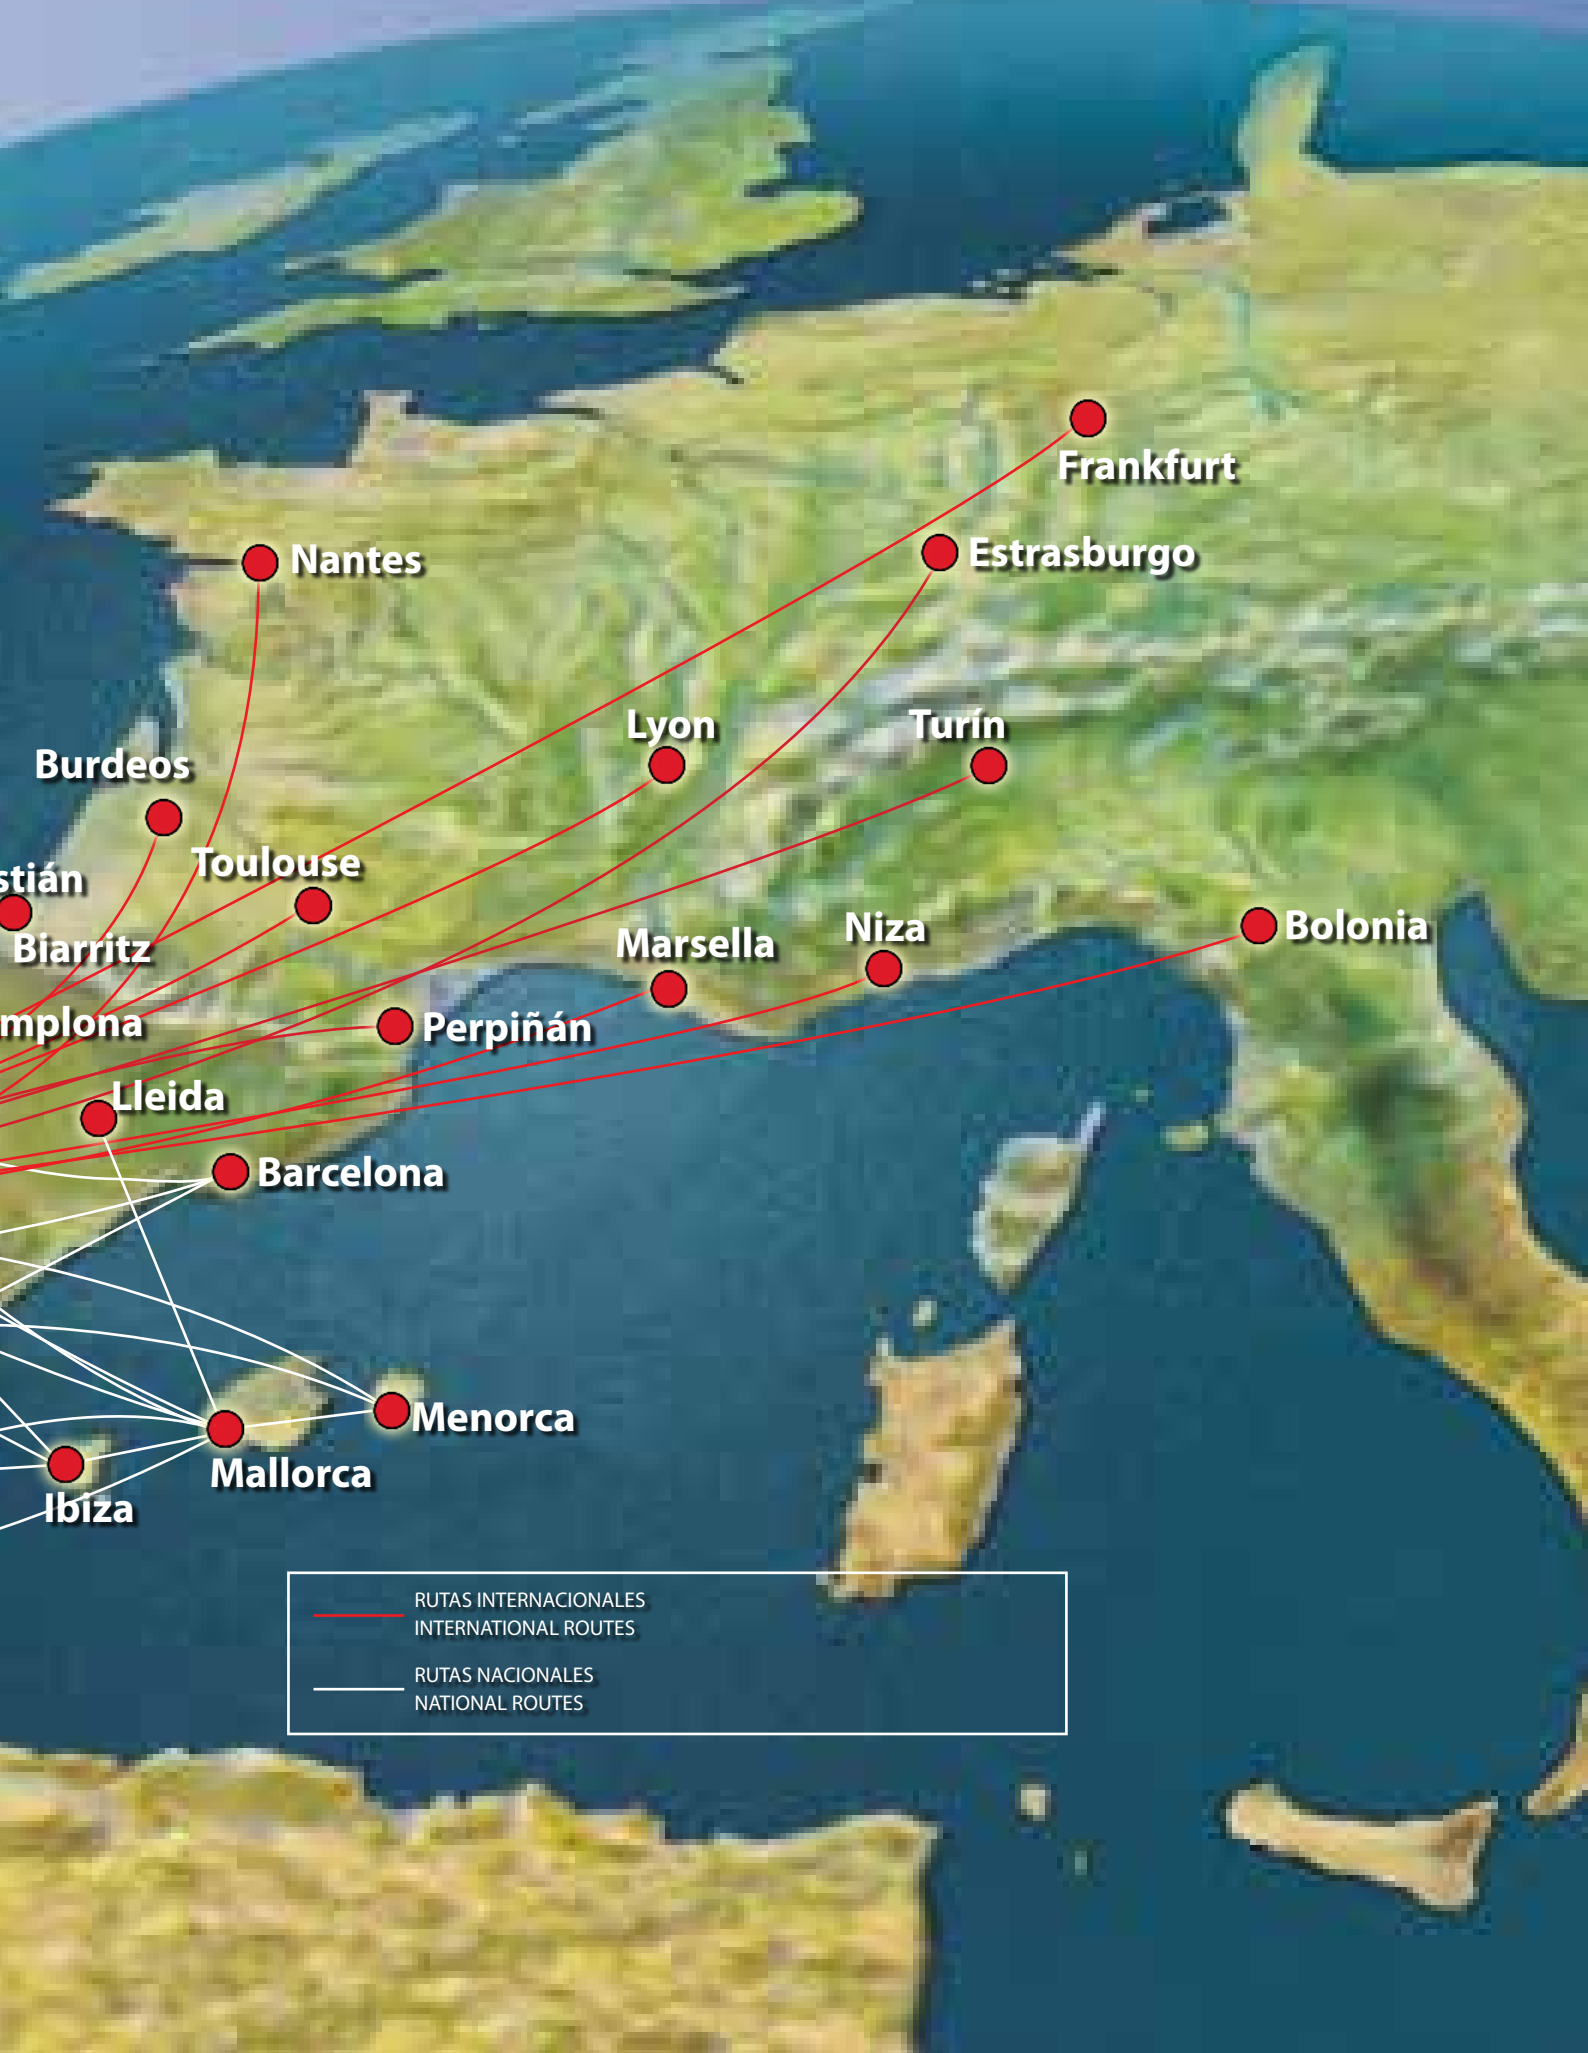 Frankfurt
Nantes
Estrasburgo
Lyon
Turín
Burdeos
Toulouse
stián
Biarritz
Marsella
Niza
Bolonia
mplona
Perpiñán
Lleida
Barcelona
Menorca
Mallorca
Ibiza
RUTAS INTERNACIONALES
INTERNATIONAL ROUTES
RUTAS NACIONALES
NATIONAL ROUTES